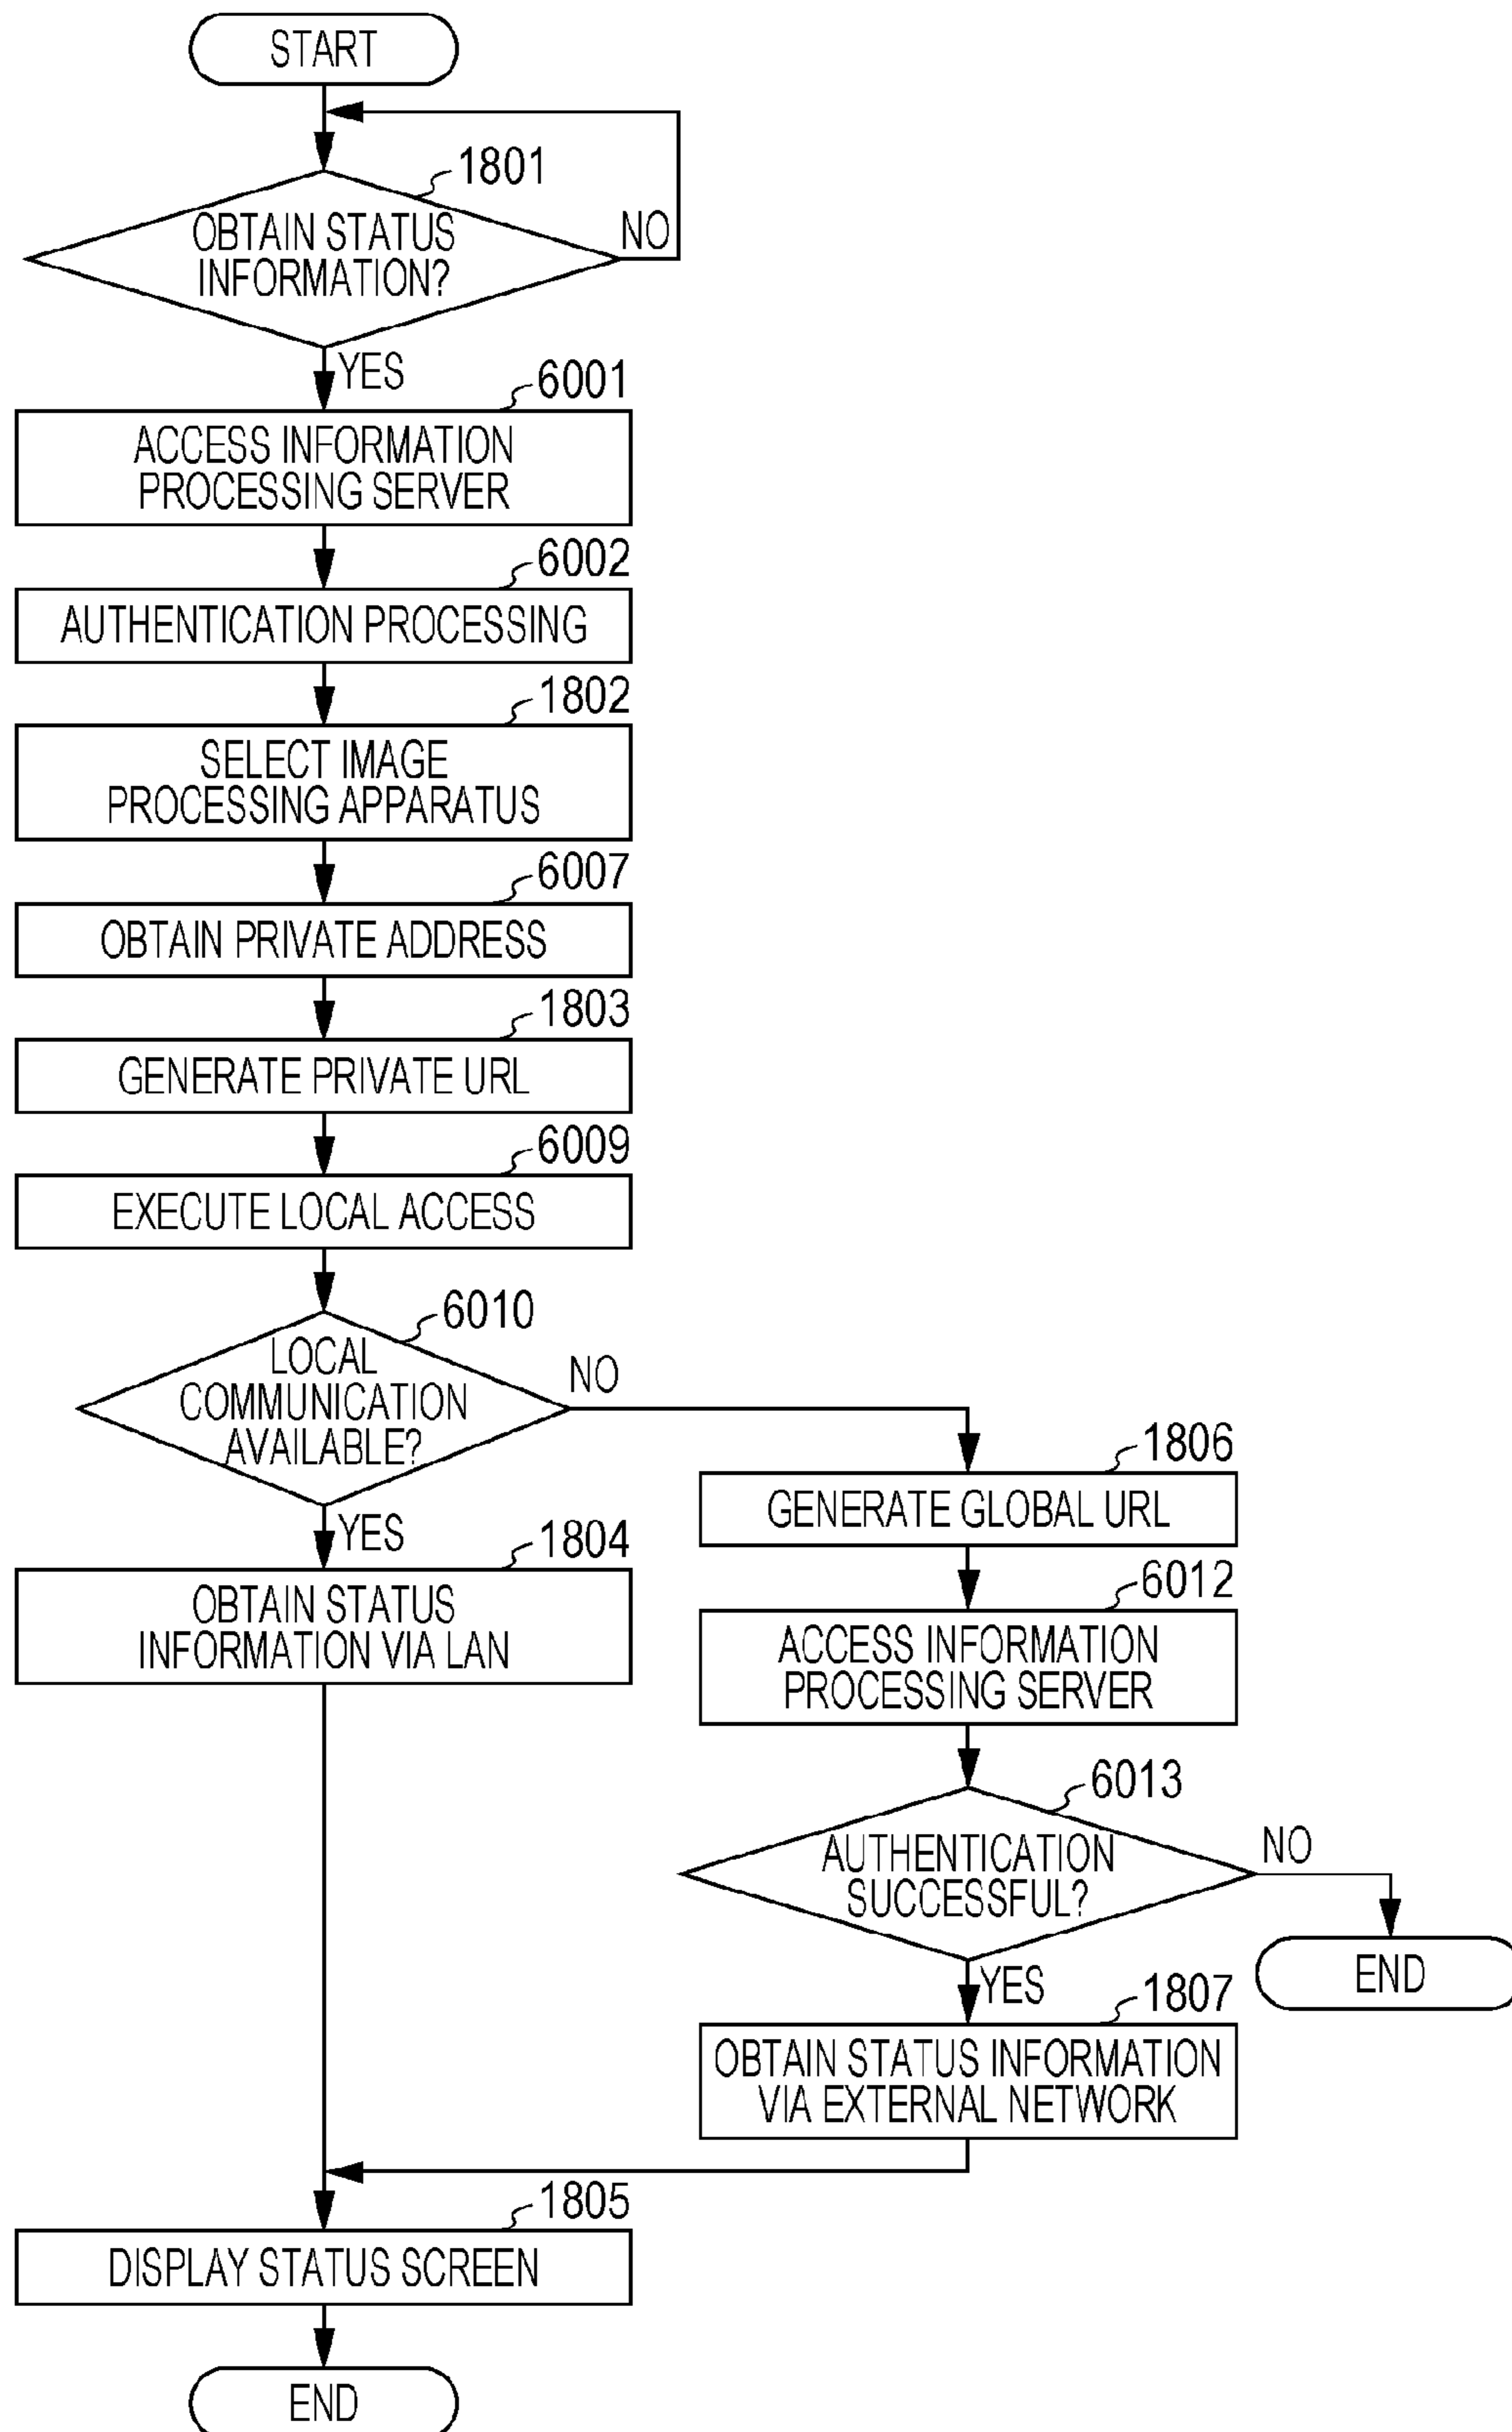 START
1801
OBTAIN STATUS
INFORMATION?
NO
YES
6001
ACCESS INFORMATION
PROCESSING SERVER
6002
AUTHENTICATION PROCESSING
1802
SELECT IMAGE
PROCESSING APPARATUS
6007
OBTAIN PRIVATE ADDRESS
1803
GENERATE PRIVATE URL
6009
EXECUTE LOCAL ACCESS
6010
LOCAL
COMMUNICATION
AVAILABLE?
NO
YES
1804
OBTAIN STATUS
INFORMATION VIA LAN
1806
GENERATE GLOBAL URL
6012
ACCESS INFORMATION
PROCESSING SERVER
6013
AUTHENTICATION
SUCCESSFUL?
NO
END
YES
1807
OBTAIN STATUS INFORMATION
VIA EXTERNAL NETWORK
1805
DISPLAY STATUS SCREEN
END